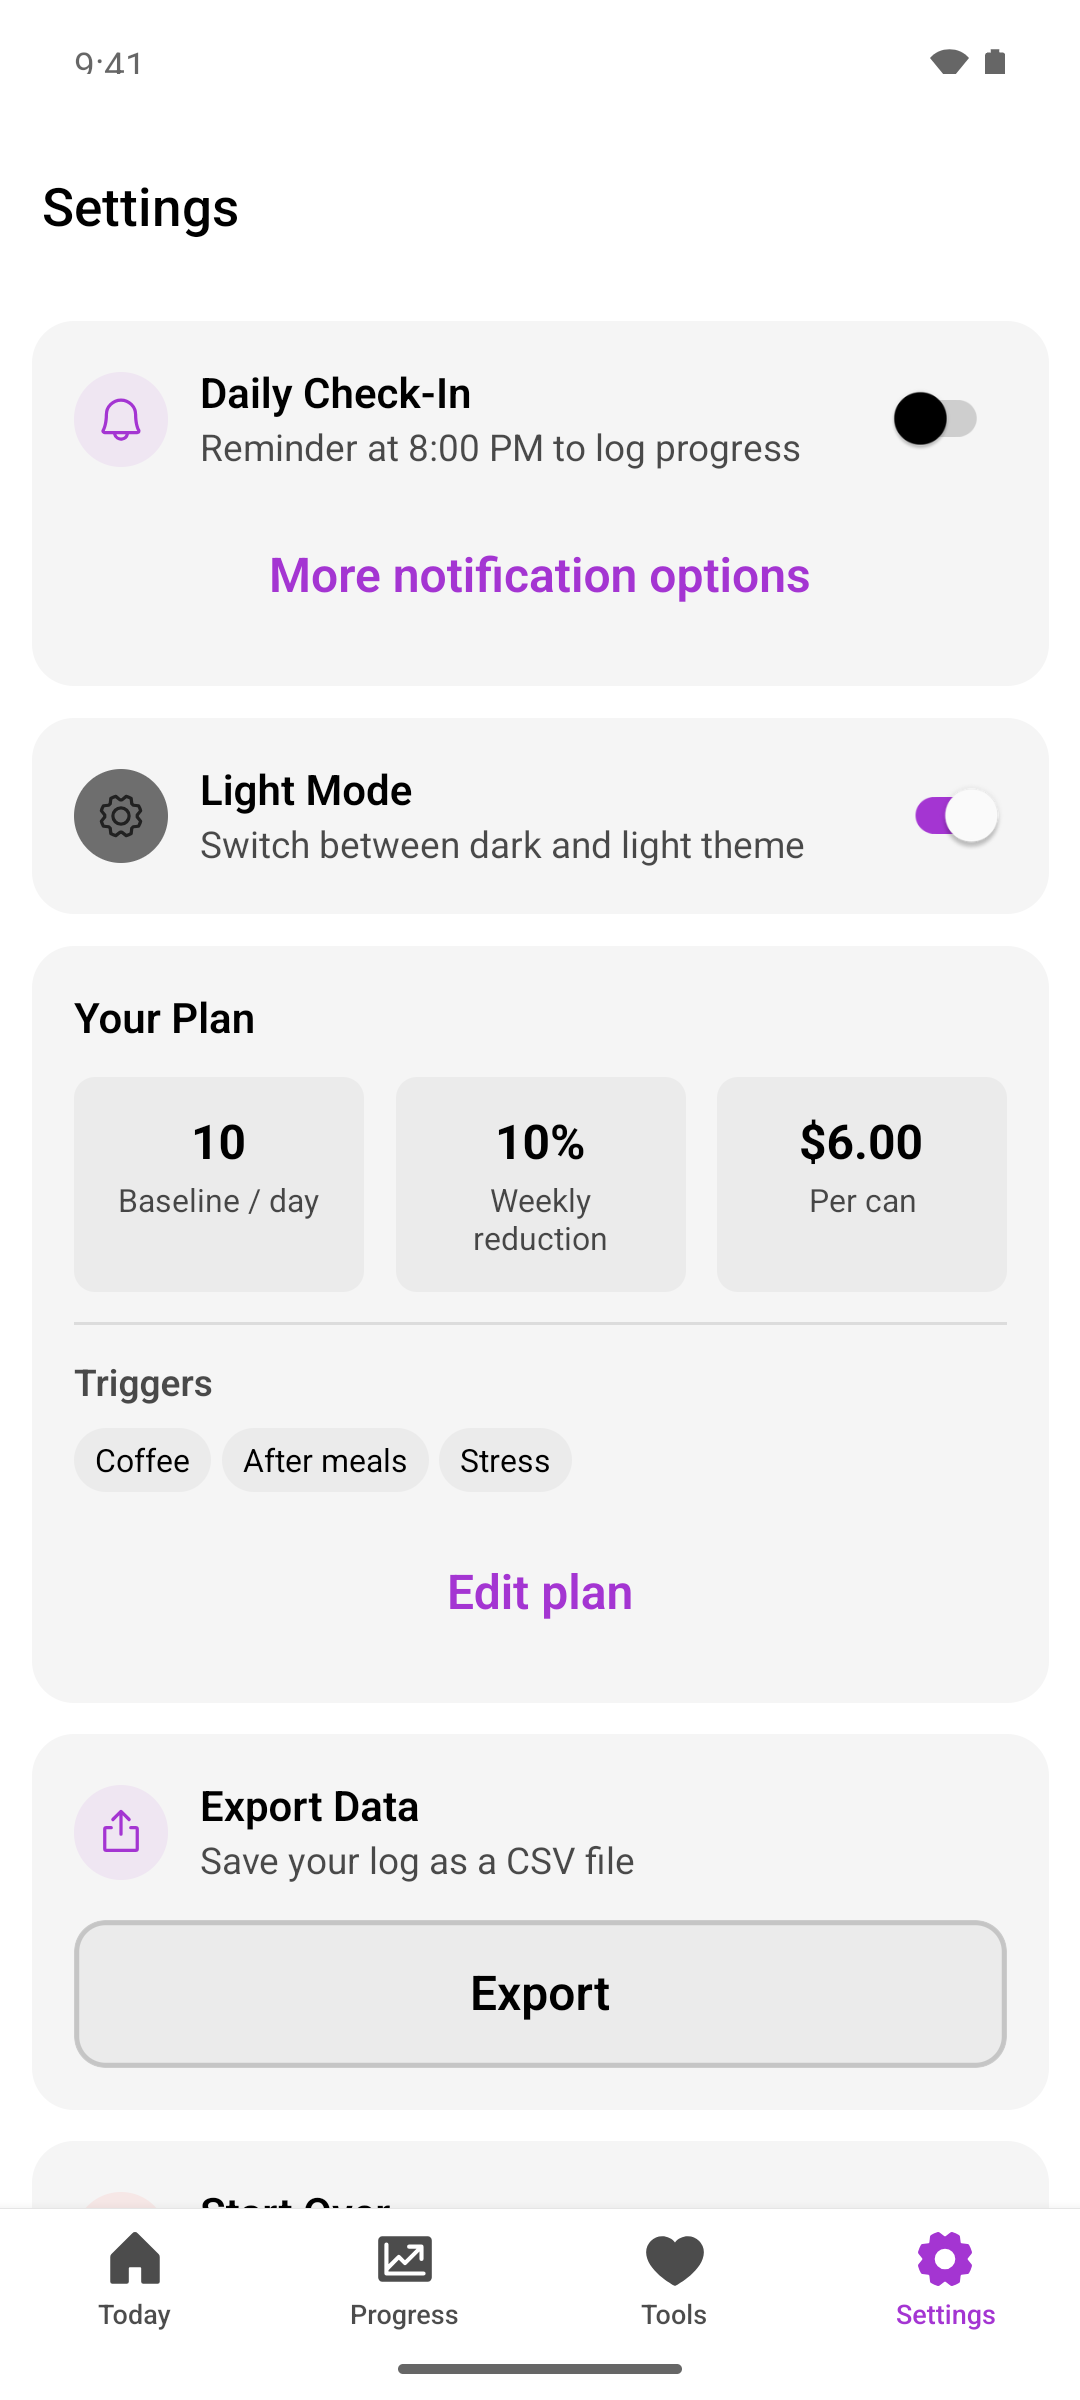 9:41
Settings
Daily Check-In
Reminder at 8:00 PM to log progress
More notification options
Light Mode
Switch between dark and light theme
Your Plan
10
Baseline / day
10%
Weekly
reduction
$6.00
Per can
Triggers
Coffee
After meals
Stress
Edit plan
Export Data
Save your log as a CSV file
Export
Start Over
Today
Progress
Tools
Settings